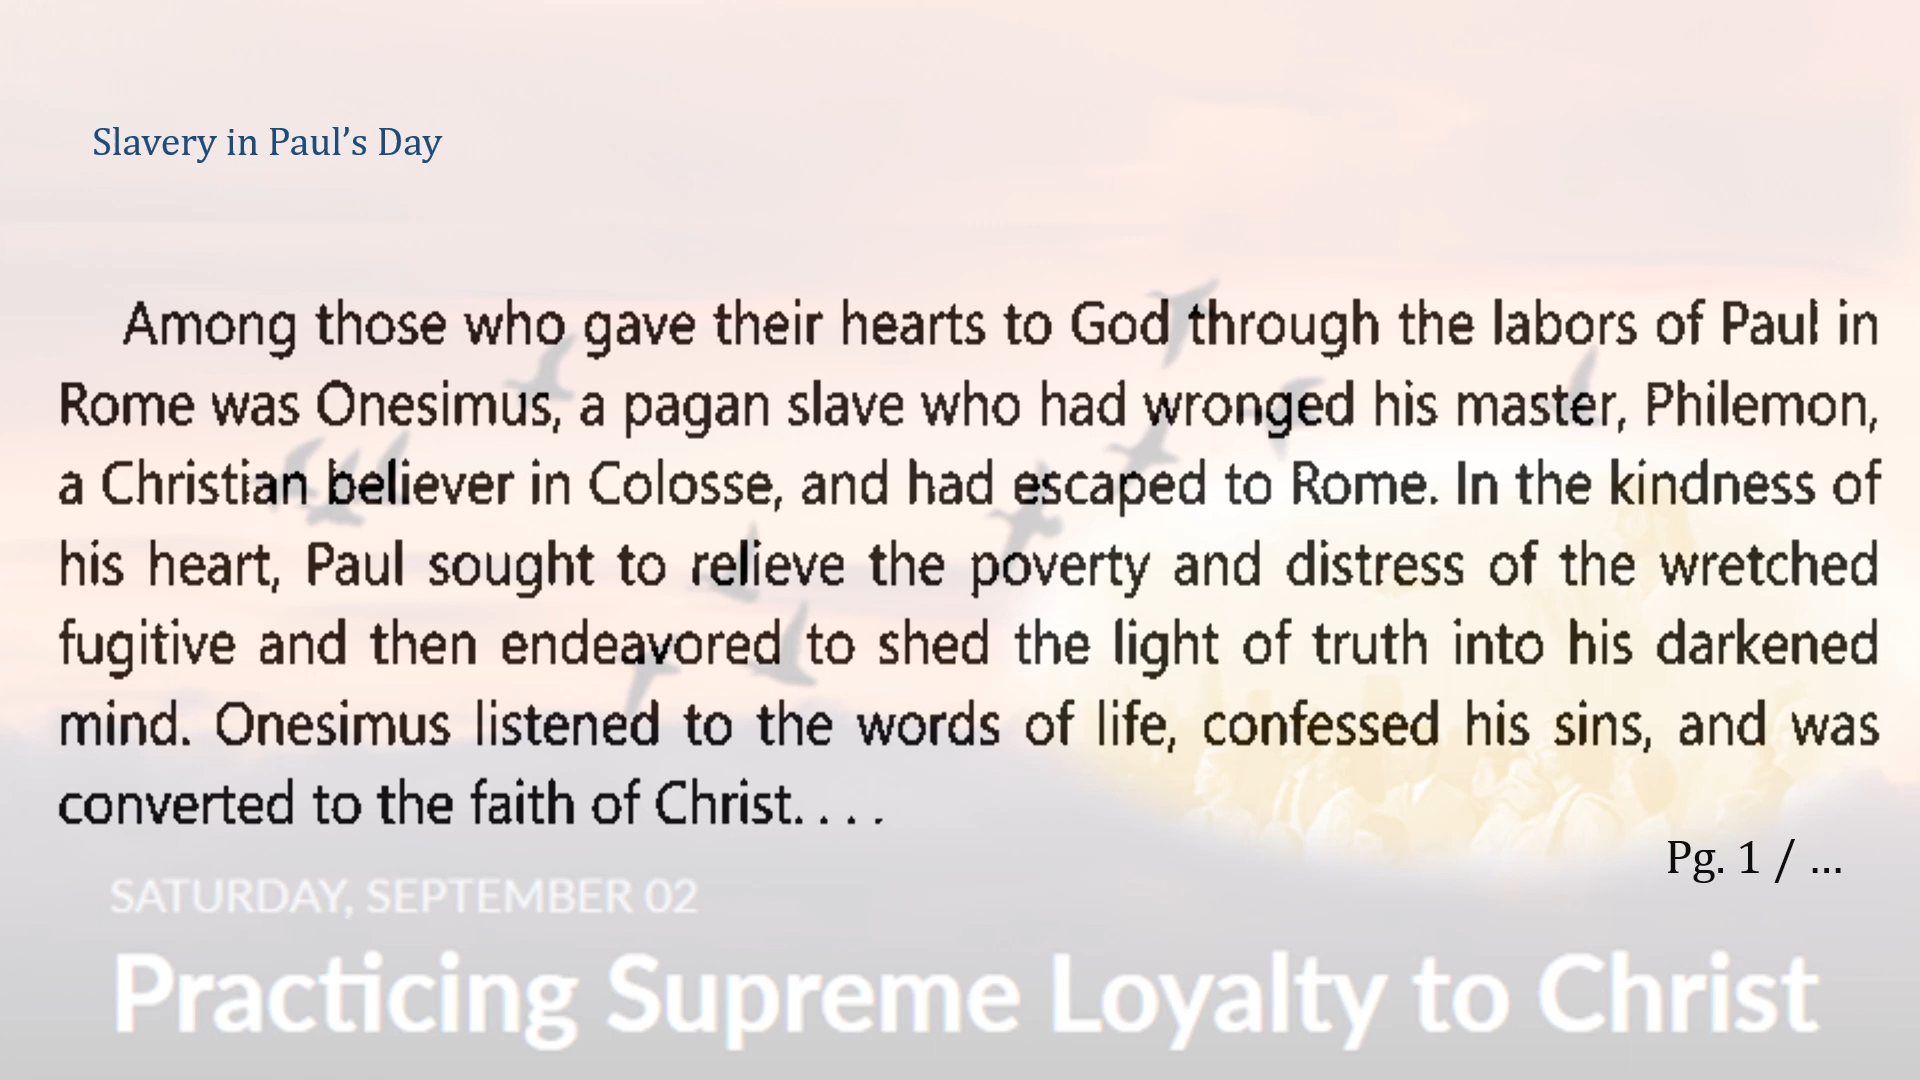 Slavery in Paul’s Day
Among those who gave their hearts to God through the labors of Paul in
Rome was Onesimus, a pagan slave who had wronged his master, Philemon,
a Christian believer in Colosse, and had escaped to Rome. In the kindness of
his heart, Paul sought to relieve the poverty and distress of the wretched
fugitive and then endeavored to shed the light of truth into his darkened
mind. Onesimus listened to the words of life, confessed his sins, and was
converted to the faith of Christ. . . .
Pg. 1 / ...
SATURDAY, SEPTEMBER 02
Practicing Supreme Loyalty to Christ